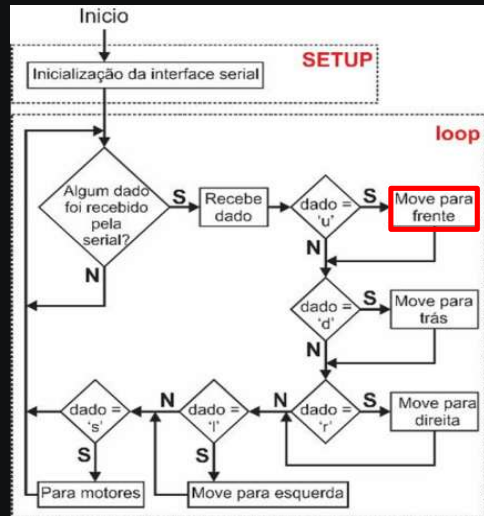 Inicio
SETUP
Inicialização da interface serial
loop
Algum dado
foi recebido
pela
serial?
S
N
Recebe
dado
dado =
'u'
S
N
Move para
frente
dado =
'd'
S
N
Move para
trás
dado =
'r'
S
N
Move para
direita
dado =
'l'
N
S
Move para esquerda
dado =
's'
S
Para motores